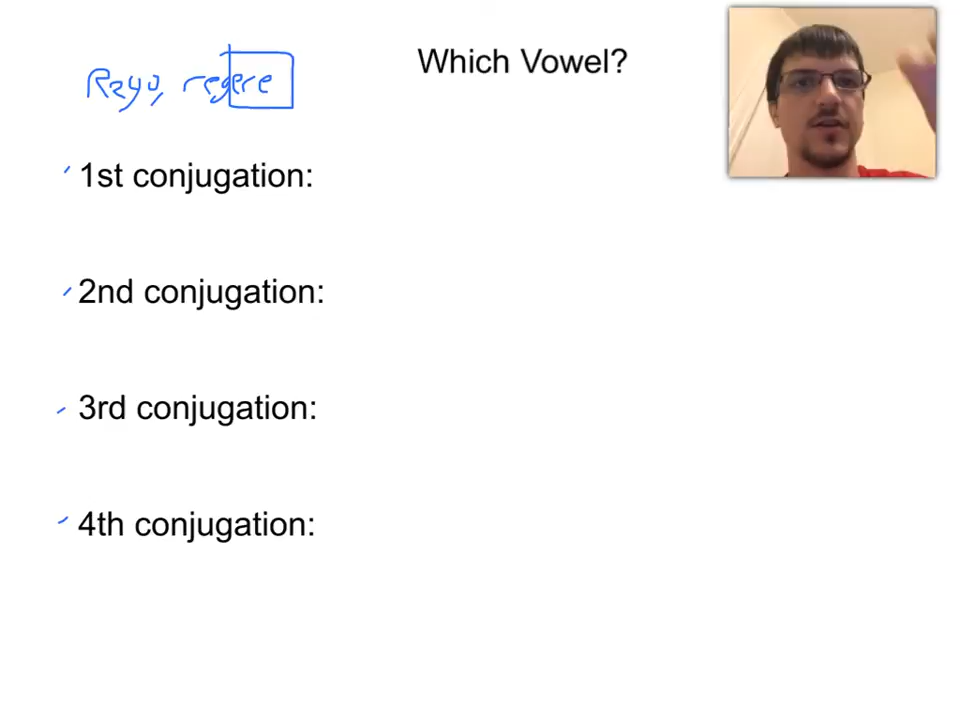 Which Vowel?
Rego, regere
1st conjugation:
2nd conjugation:
3rd conjugation:
4th conjugation: